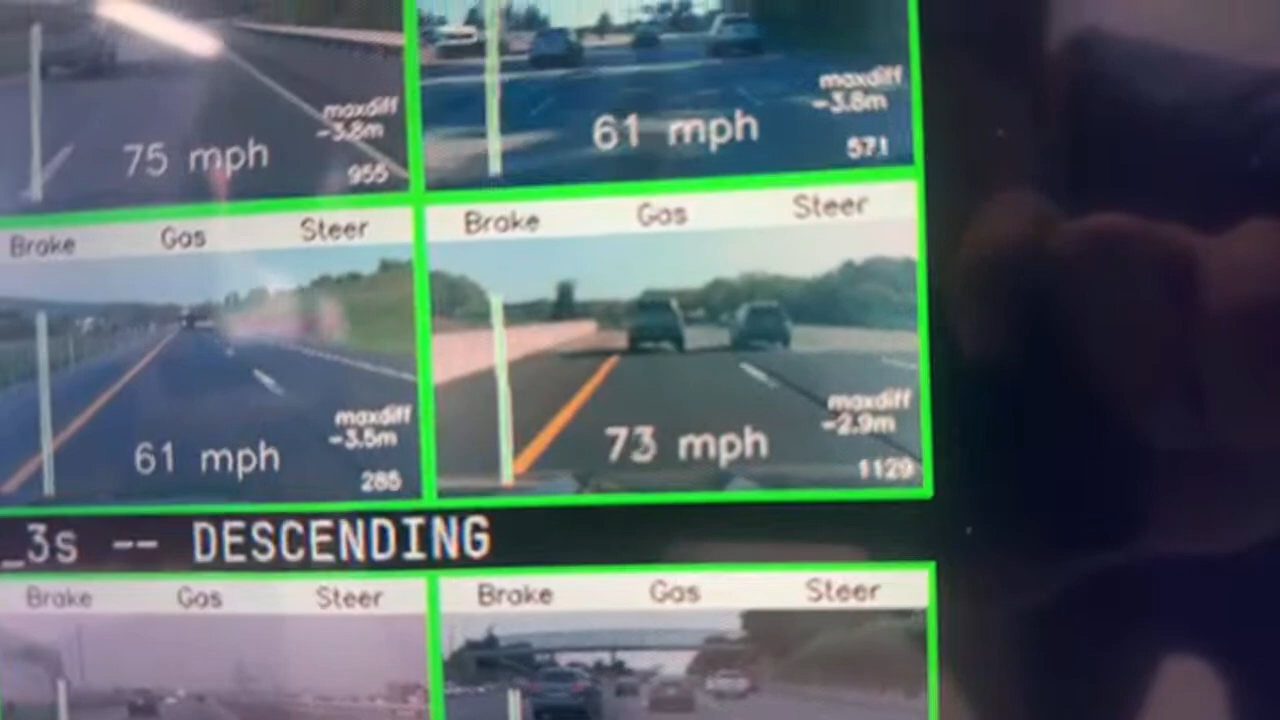 maxdiff
-3.8m
75 mph
955
maxdiff
-3.8m
61 mph
571
Brake Gas Steer
maxdiff
-3.5m
61 mph
285
Brake Gas Steer
maxdiff
-2.9m
73 mph
1129
_3s -- DESCENDING
Brake Gas Steer
Brake Gas Steer